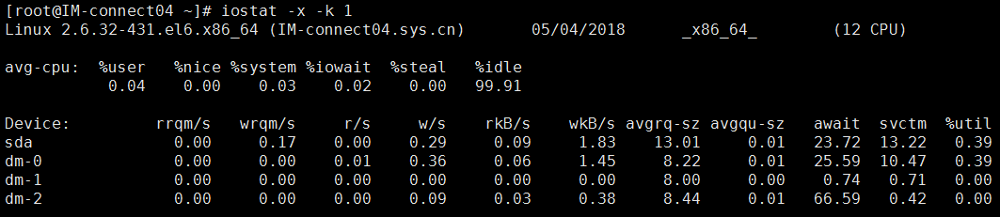 [root@IM-connect04 ~]# iostat -x -k 1
Linux 2.6.32-431.el6.x86_64 (IM-connect04.sys.cn) 05/04/2018 _x86_64_ (12 CPU)
avg-cpu: %user %nice %system %iowait %steal %idle
0.04 0.00 0.03 0.02 0.00 99.91
Device: rrqm/s wrqm/s r/s w/s rkB/s wkB/s avgrq-sz avgqu-sz await svctm %util
sda 0.00 0.17 0.00 0.29 0.09 1.83 13.01 0.01 23.72 13.22 0.39
dm-0 0.00 0.00 0.01 0.36 0.06 1.45 8.22 0.01 25.59 10.47 0.39
dm-1 0.00 0.00 0.00 0.00 0.00 0.00 8.00 0.00 0.74 0.71 0.00
dm-2 0.00 0.00 0.00 0.09 0.03 0.38 8.44 0.01 66.59 0.42 0.00